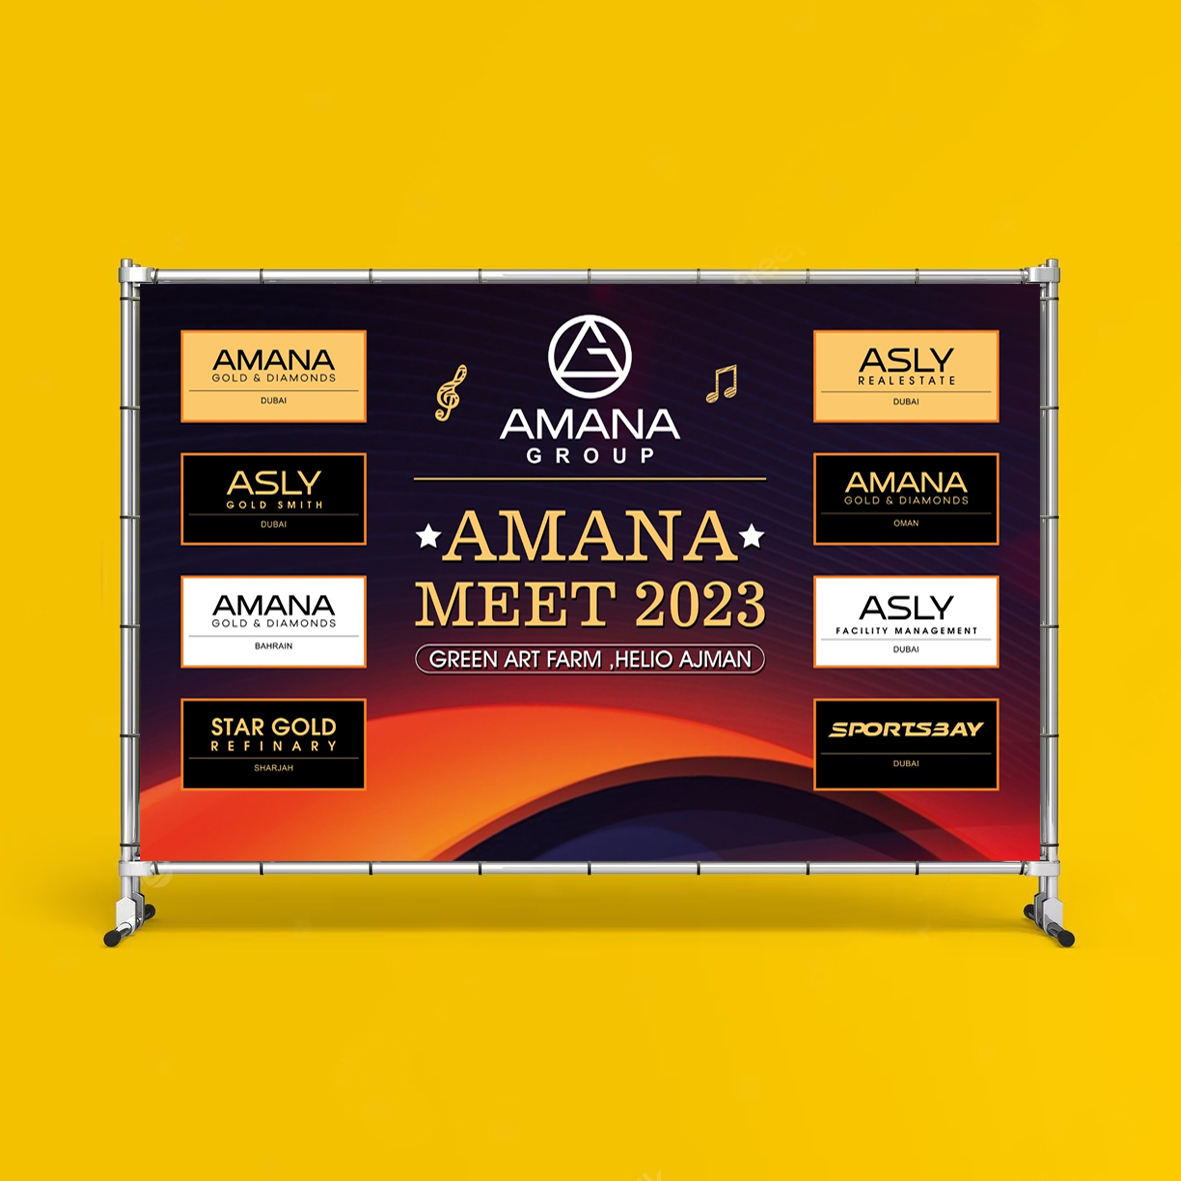 AMANA
GROUP
AMANA
MEET 2023
GREEN ART FARM ,HELIO AJMAN
AMANA
GOLD & DIAMONDS
DUBAI
ASLY
GOLD SMITH
DUBAI
AMANA
GOLD & DIAMONDS
BAHRAIN
STAR GOLD
REFINARY
SHARJAH
ASLY
REALESTATE
DUBAI
AMANA
GOLD & DIAMONDS
OMAN
ASLY
FACILITY MANAGEMENT
DUBAI
SPORTSBAY
DUBAI